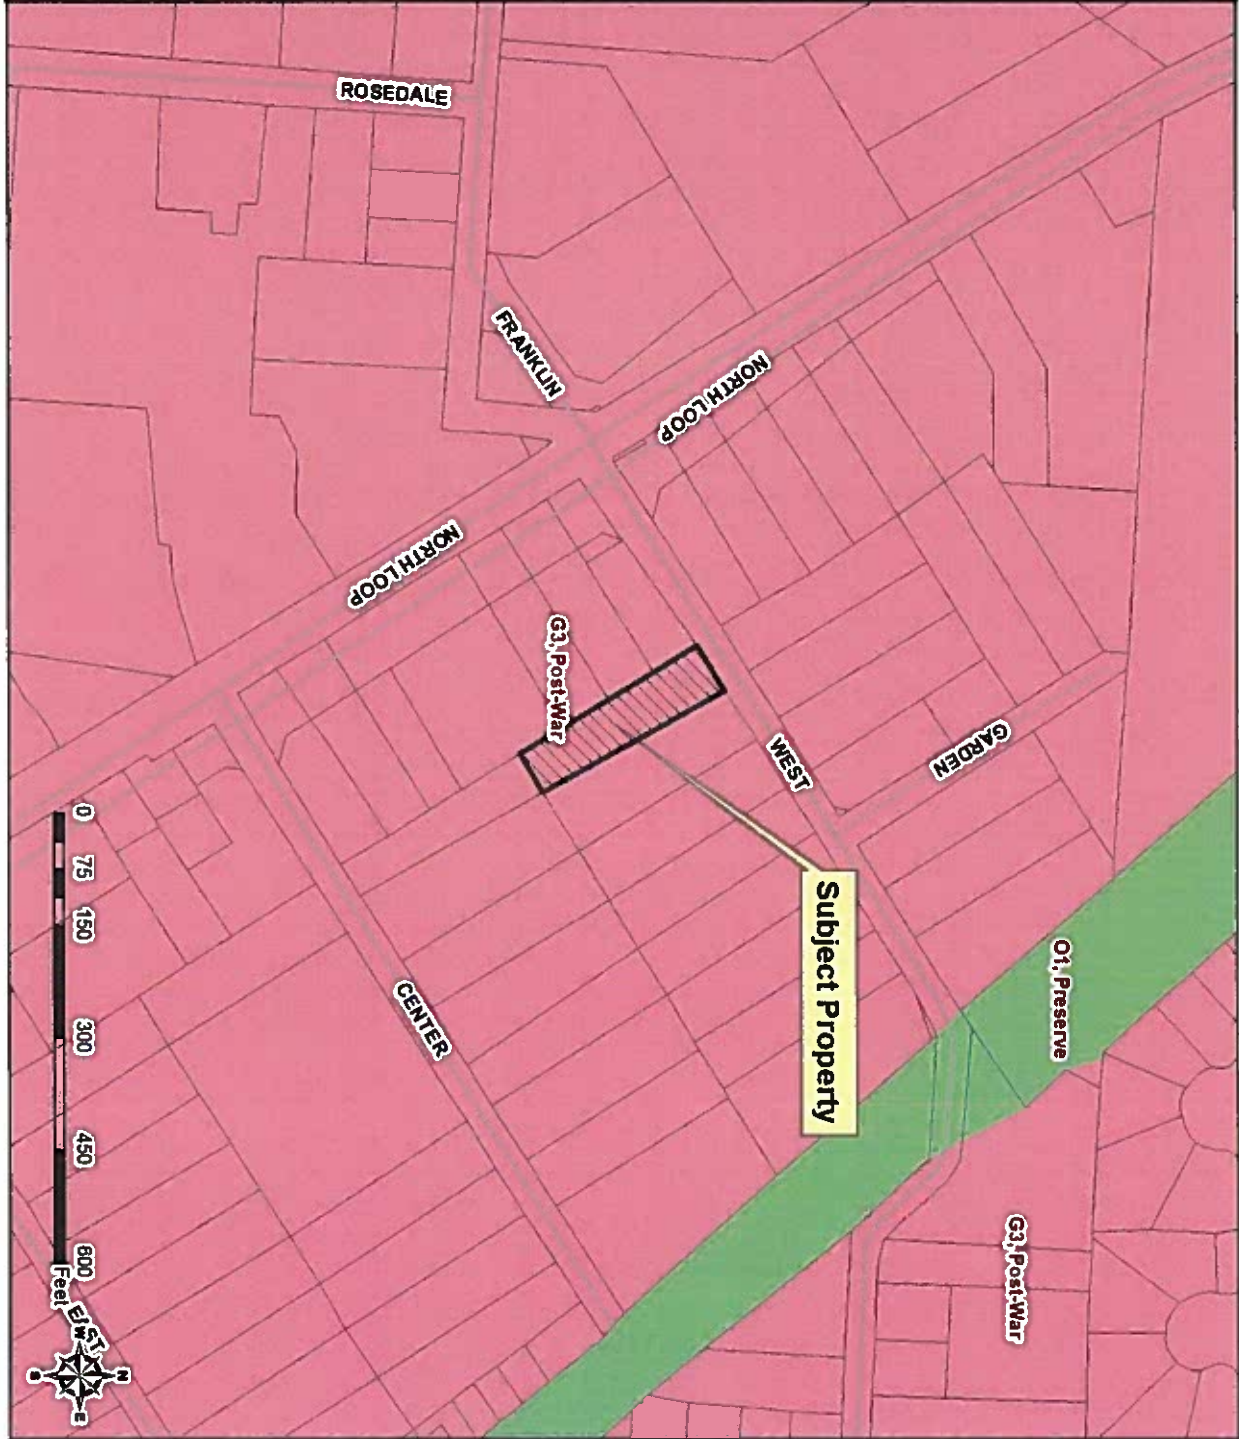 ROSEDALE
FRANKLIN
NORTH LOOP
NORTH LOOP
G3, Post-War
WEST
GARDEN
Subject Property
O1, Preserve
CENTER
G3, Post-War
0 75 150 300 450 600
Feet
EAST
N
W
E
S